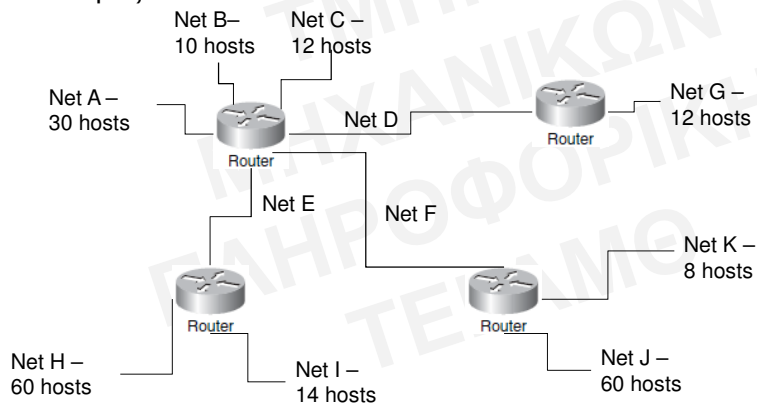 Net B–
10 hosts
Net C –
12 hosts
Net A –
30 hosts
Net D
Net G –
12 hosts
Router
Router
Net E
Net F
Net K –
8 hosts
Router
Router
Net H –
60 hosts
Net I –
14 hosts
Net J –
60 hosts
ΜΗΧΑΝΙΚΩΝ